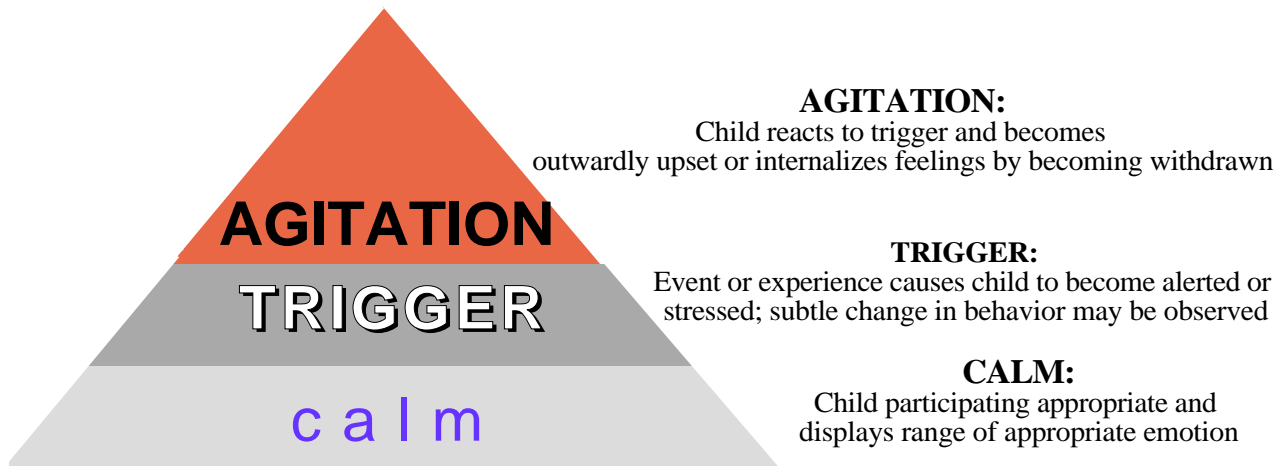 AGITATION:
Child reacts to trigger and becomes
outwardly upset or internalizes feelings by becoming withdrawn
AGITATION
TRIGGER:
Event or experience causes child to become alerted or
stressed; subtle change in behavior may be observed
TRIGGER
CALM:
Child participating appropriate and
displays range of appropriate emotion
calm